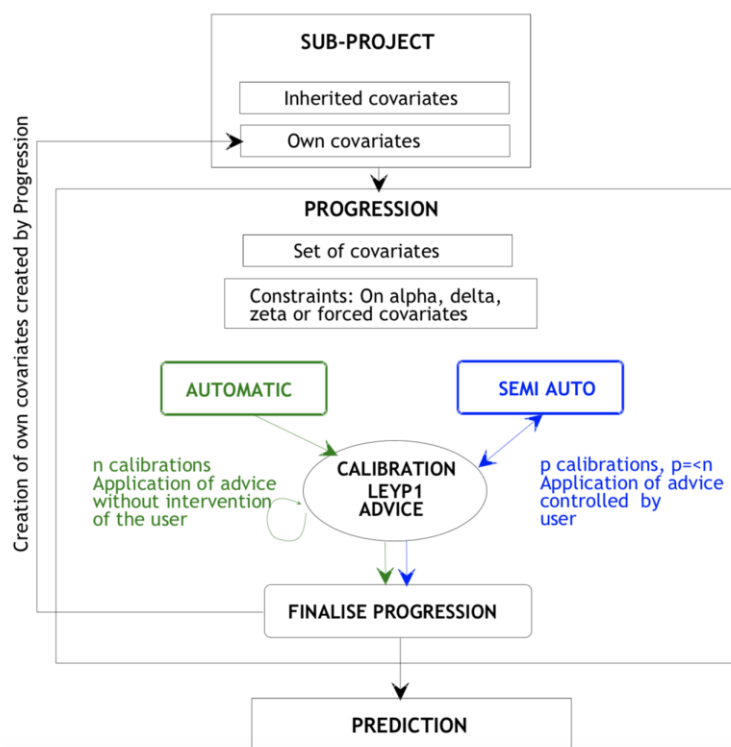 SUB-PROJECT
Inherited covariates
Own covariates
Creation of own covariates created by Progression
PROGRESSION
Set of covariates
Constraints: On alpha, delta,
zeta or forced covariates
AUTOMATIC
SEMI AUTO
n calibrations
Application of advice
without intervention
of the user
CALIBRATION
LEYP1
ADVICE
p calibrations, p=<n
Application of advice
controlled by
user
FINALISE PROGRESSION
PREDICTION